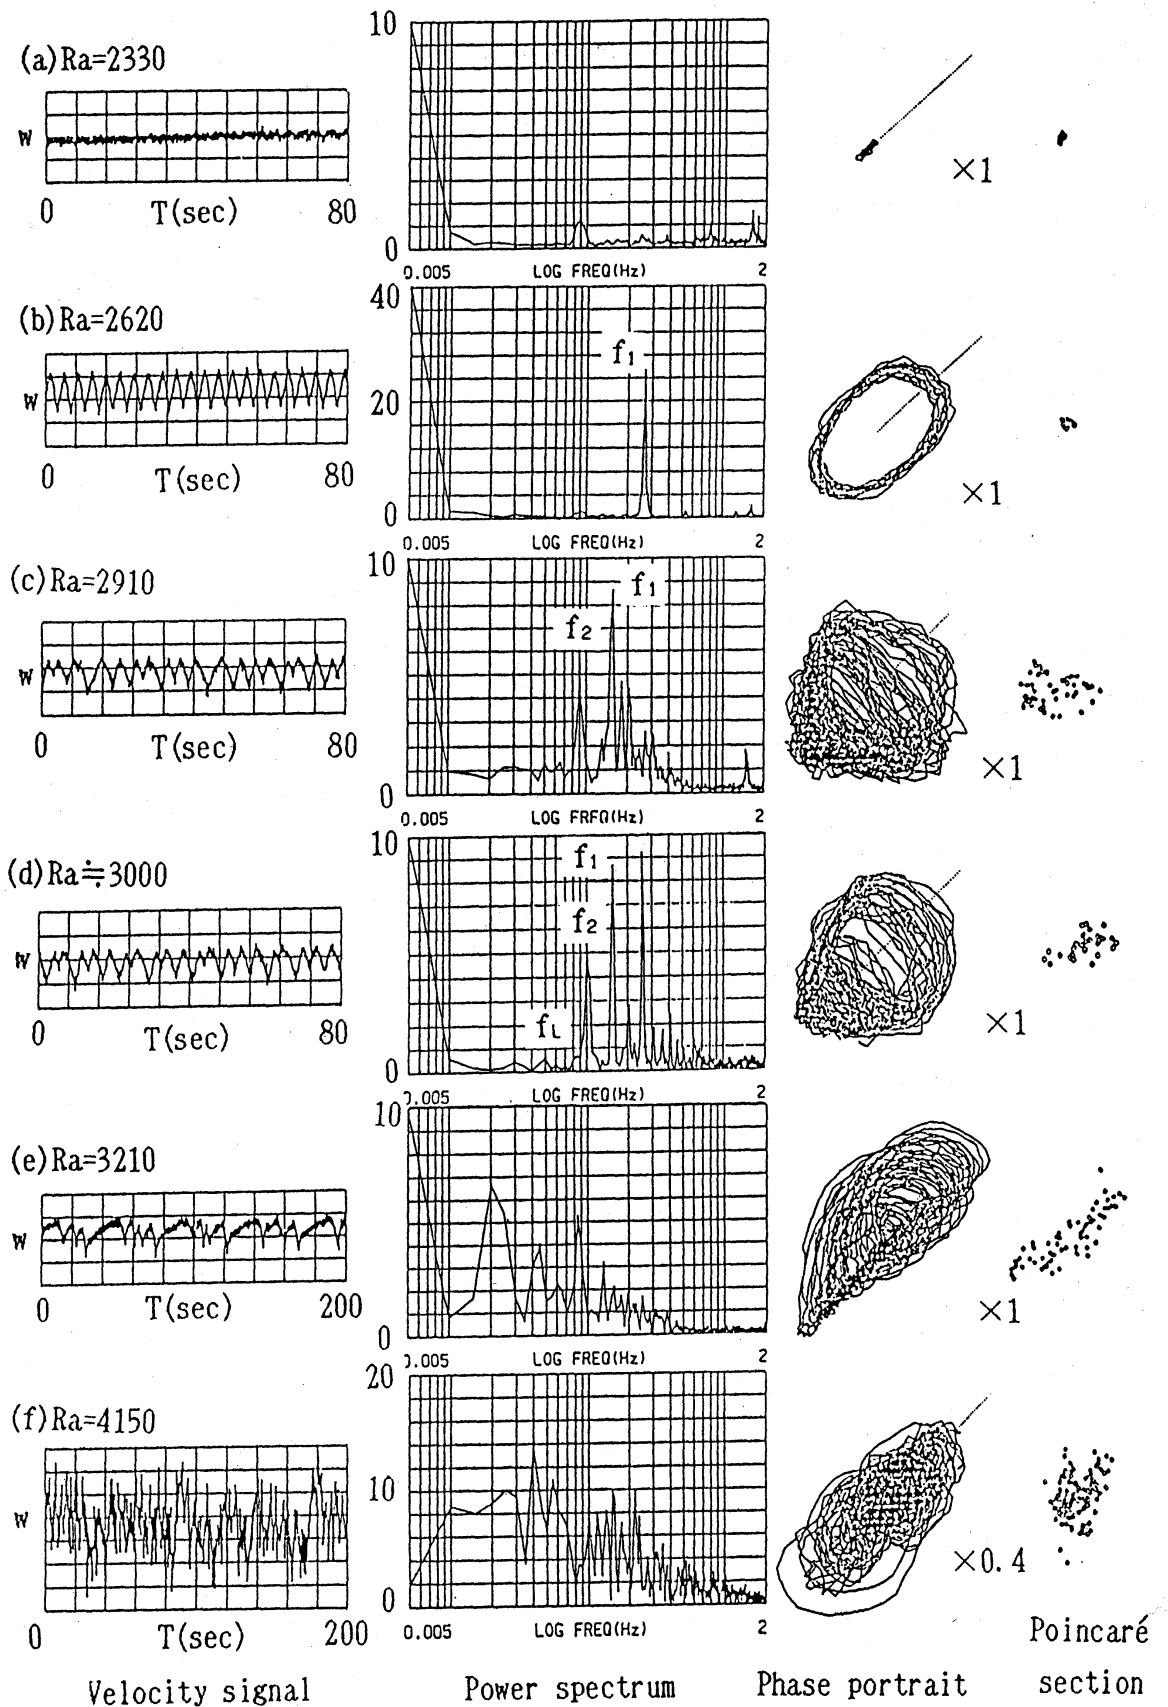 10
(a)Ra=2330
W
×1
0 T(sec) 80
0
0.005 LOG FREQ(Hz) 2
40
(b)Ra=2620
f₁
W
20
0 T(sec) 80
×1
0
0.005 LOG FREQ(Hz) 2
10
(c)Ra=2910
f₁
f₂
W
0 T(sec) 80
×1
0
0.005 LOG FRFQ(HZ) 2
10
f₁
(d)Ra≒3000
f₂
W
f_L
0 T(sec) 80
×1
0
0.005 LOG FREQ(Hz) 2
10
(e)Ra=3210
W
0 T(sec) 200
×1
0
0.005 LOG FREQ(Hz) 2
20
(f)Ra=4150
10
W
×0.4
0
0 T(sec) 200
0.005 LOG FREQ(Hz) 2
Velocity signal
Power spectrum
Phase portrait
Poincaré
section